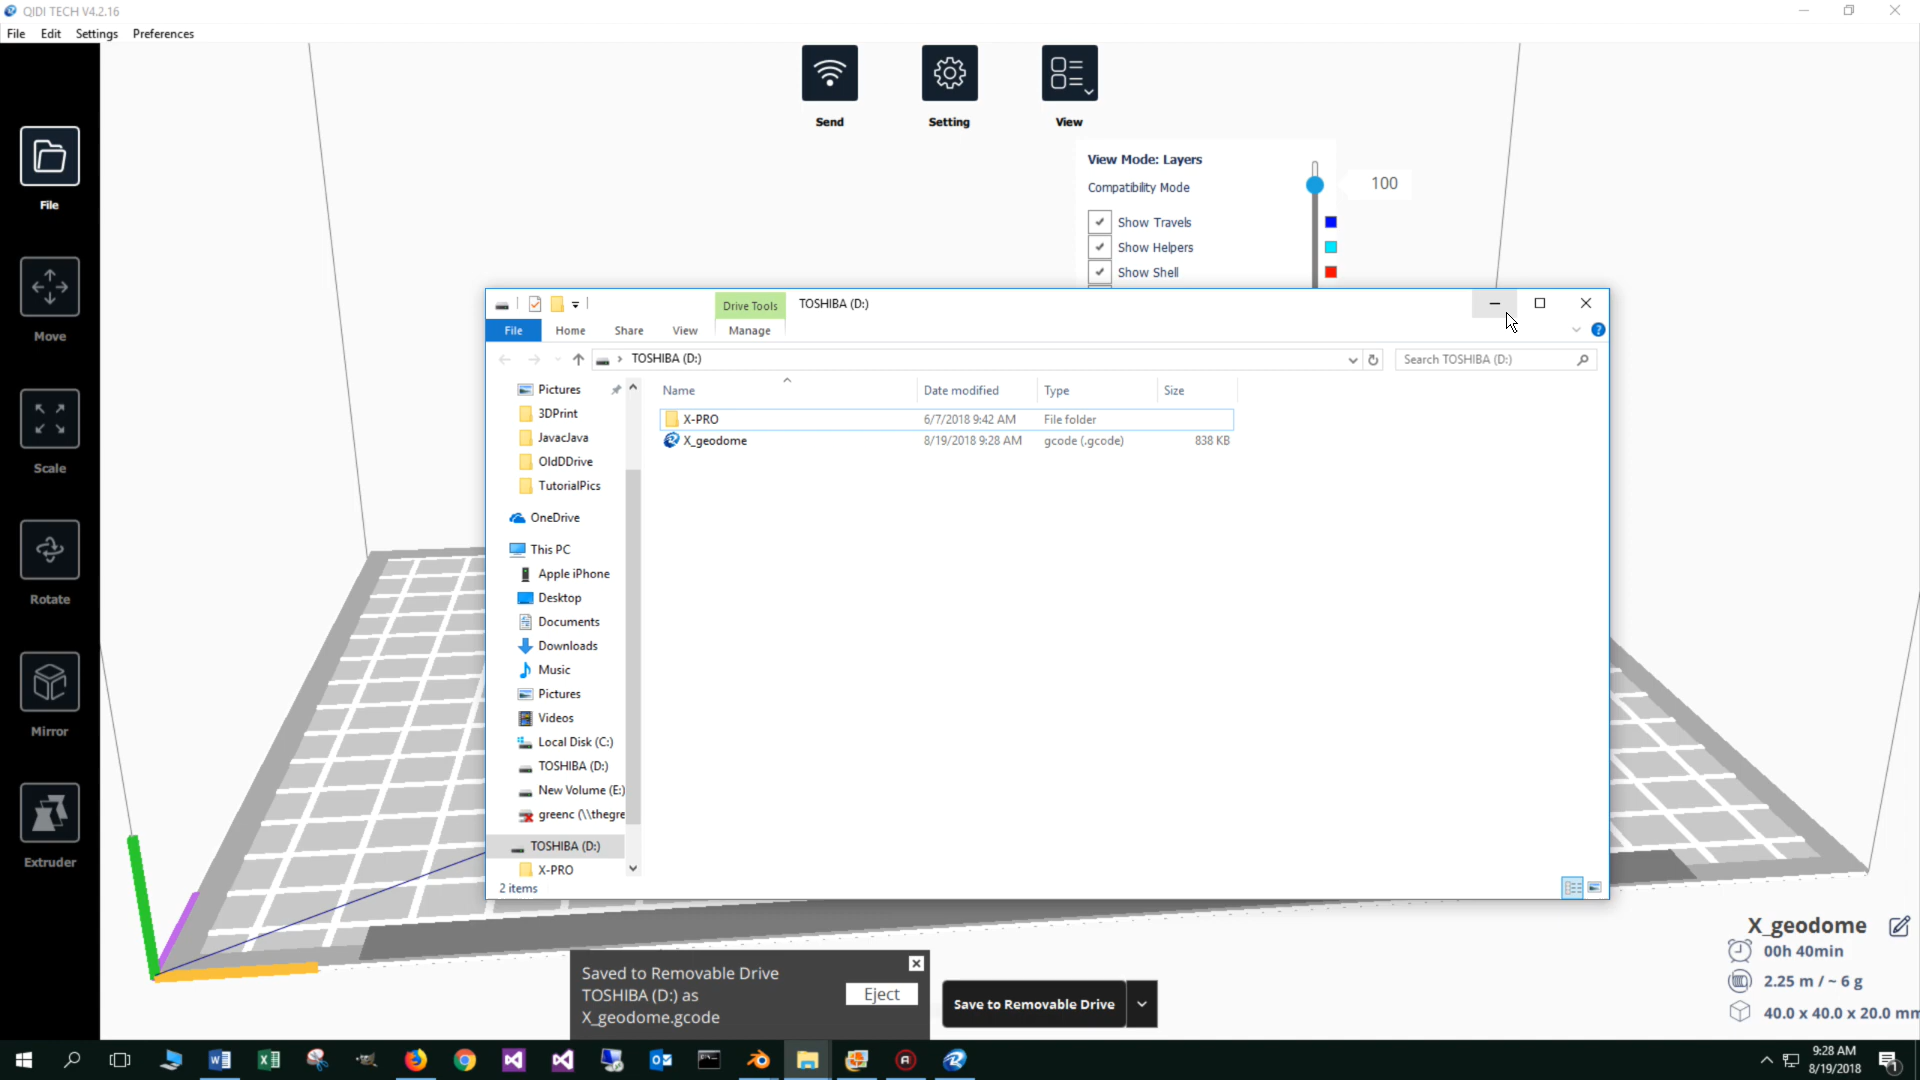 QIDI TECH V4.2.16
File Edit Settings Preferences
Send
Setting
View
File
Move
Scale
Rotate
Mirror
Extruder
View Mode: Layers
Compatibility Mode
Show Travels
Show Helpers
Show Shell
100
Drive Tools
TOSHIBA (D:)
File Home Share View Manage
TOSHIBA (D:)
Search TOSHIBA (D:)
Pictures
3DPrint
JavacJava
OldDDrive
TutorialPics
OneDrive
This PC
Apple iPhone
Desktop
Documents
Downloads
Music
Pictures
Videos
Local Disk (C:)
TOSHIBA (D:)
New Volume (E:)
greenc (\\thegre
TOSHIBA (D:)
X-PRO
Name Date modified Type Size
X-PRO 6/7/2018 9:42 AM File folder
X_geodome 8/19/2018 9:28 AM gcode (.gcode) 838 KB
2 items
Saved to Removable Drive
TOSHIBA (D:) as
X_geodome.gcode
Eject
Save to Removable Drive
X_geodome
00h 40min
2.25 m / ~ 6 g
40.0 x 40.0 x 20.0 mm
9:28 AM
8/19/2018
1